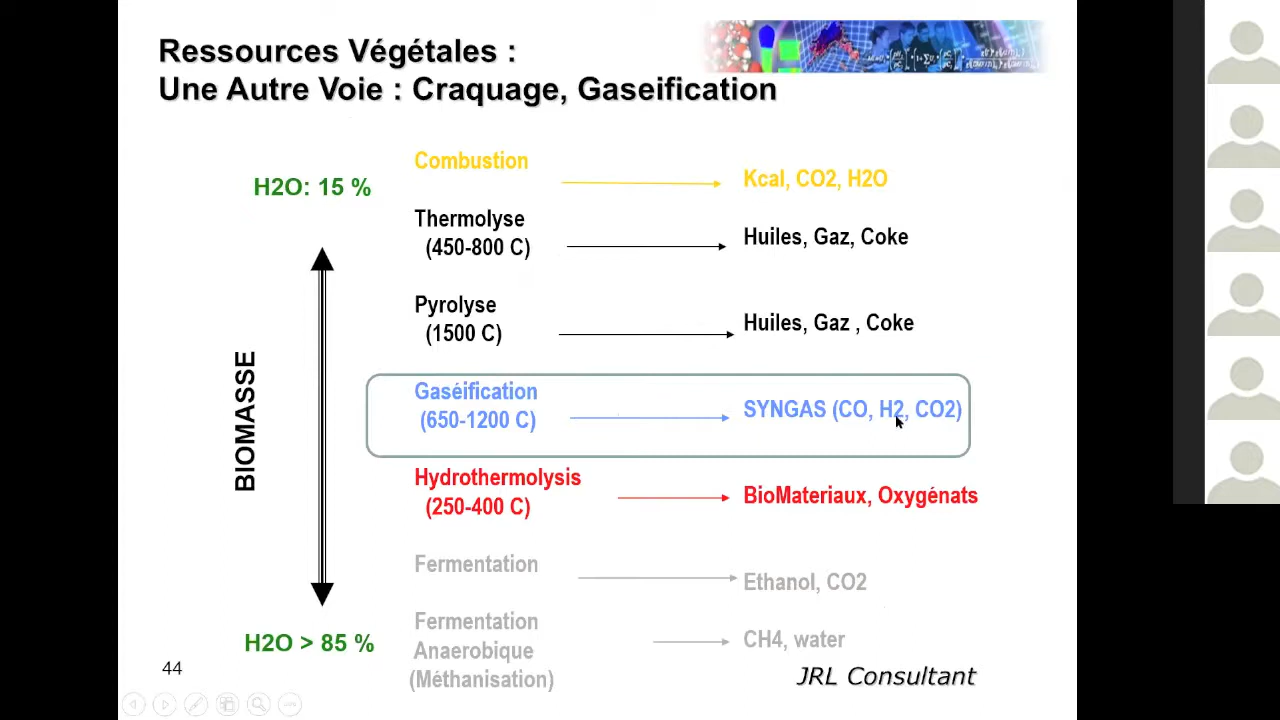 Ressources Végétales :
Une Autre Voie : Craquage, Gaseification
H2O: 15 %
BIOMASSE
H2O > 85 %
Combustion
Kcal, CO2, H2O
Thermolyse
(450-800 C)
Huiles, Gaz, Coke
Pyrolyse
(1500 C)
Huiles, Gaz , Coke
Gaséification
(650-1200 C)
SYNGAS (CO, H2, CO2)
Hydrothermolysis
(250-400 C)
BioMateriaux, Oxygénats
Fermentation
Ethanol, CO2
Fermentation
Anaerobique
(Méthanisation)
CH4, water
44
JRL Consultant